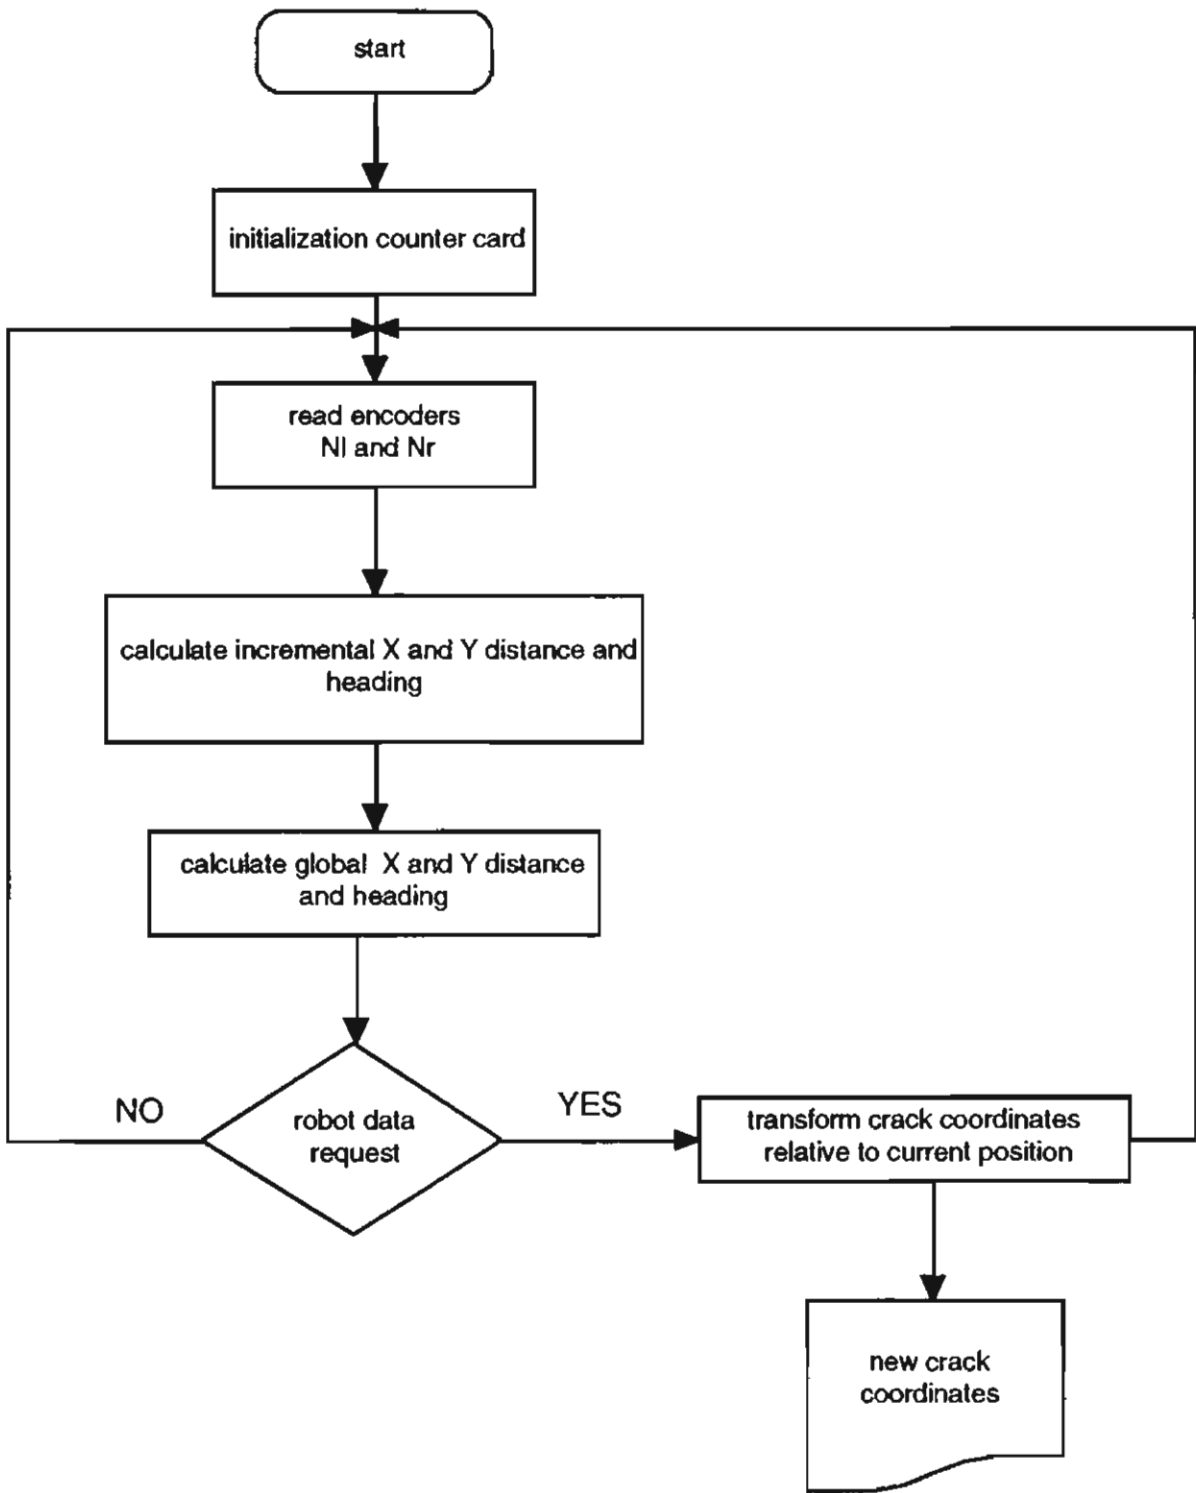 start
initialization counter card
read encoders
Nl and Nr
calculate incremental X and Y distance and
heading
calculate global X and Y distance
and heading
NO
robot data
request
YES
transform crack coordinates
relative to current position
new crack
coordinates